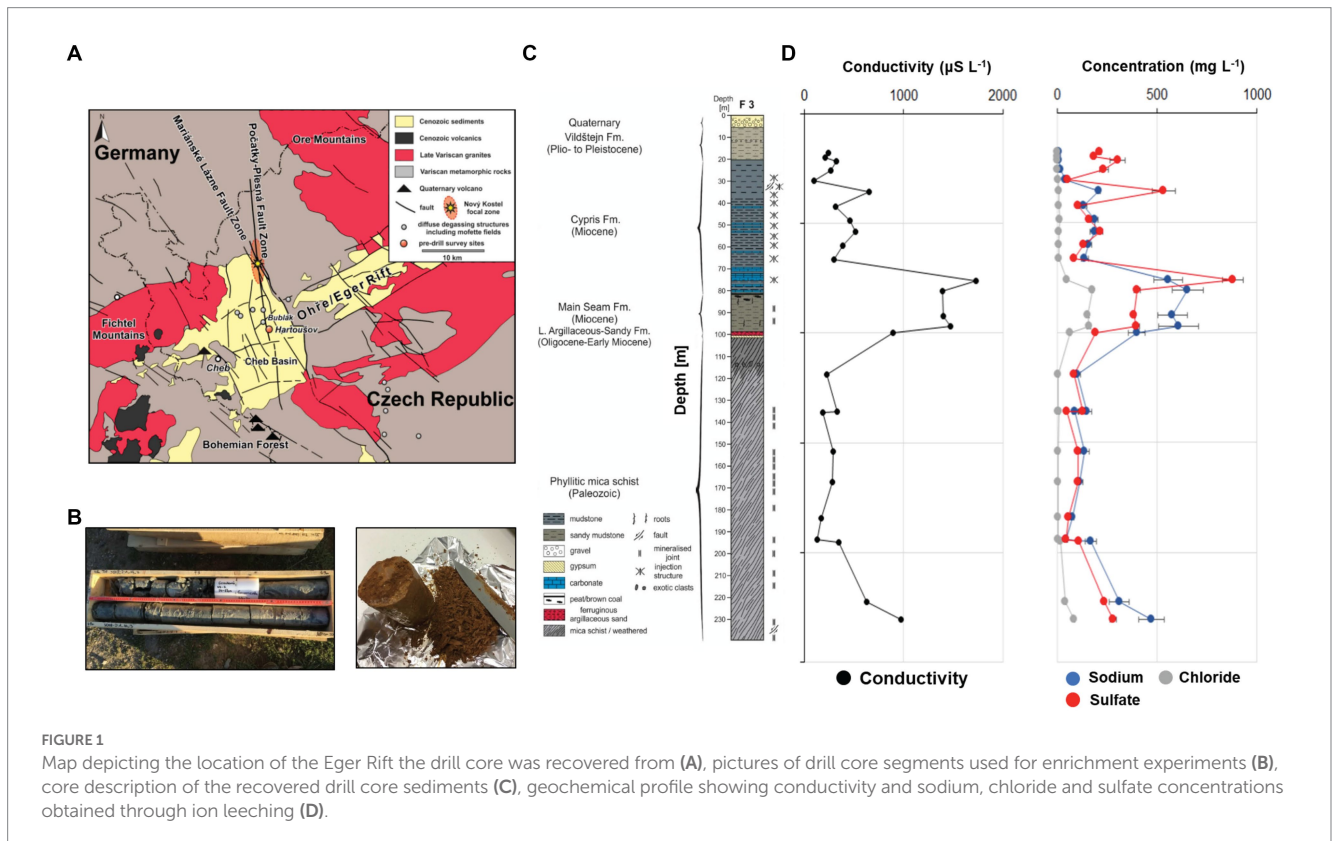 A
N
Germany
Mariánské Lázne Fault Zone
Počatky-Plesná Fault Zone
Ore Mountains
Ohre/Eger Rift
Fichtel
Mountains
Bublak
Hartoušov
Cheb
Cheb Basin
Czech Republic
Bohemian Forest
Cenozoic sediments
Cenozoic volcanics
Late Variscan granites
Variscan metamorphic rocks
Quaternary volcano
fault
Nový Kostel
focal zone
diffuse degassing structures
including mofette fields
pre-drill survey sites
10 km
B
C
Depth
[m]
F 3
0
10
20
30
40
50
60
70
80
90
100
110
120
130
140
150
160
170
180
190
200
210
220
230
Quaternary
Vildštejn Fm.
(Plio- to Pleistocene)
Cypris Fm.
(Miocene)
Main Seam Fm.
(Miocene)
L. Argillaceous-Sandy Fm.
(Oligocene-Early Miocene)
Depth [m]
Phyllitic mica schist
(Paleozoic)
mudstone
sandy mudstone
gravel
gypsum
carbonate
peat/brown coal
ferruginous
argillaceous sand
mica schist / weathered
roots
fault
mineralised
joint
injection
structure
exotic clasts
D
Conductivity (µS L-1)
0 1000 2000
Conductivity
Concentration (mg L-1)
0 500 1000
Sodium Chloride
Sulfate
FIGURE 1
Map depicting the location of the Eger Rift the drill core was recovered from (A), pictures of drill core segments used for enrichment experiments (B),
core description of the recovered drill core sediments (C), geochemical profile showing conductivity and sodium, chloride and sulfate concentrations
obtained through ion leeching (D).